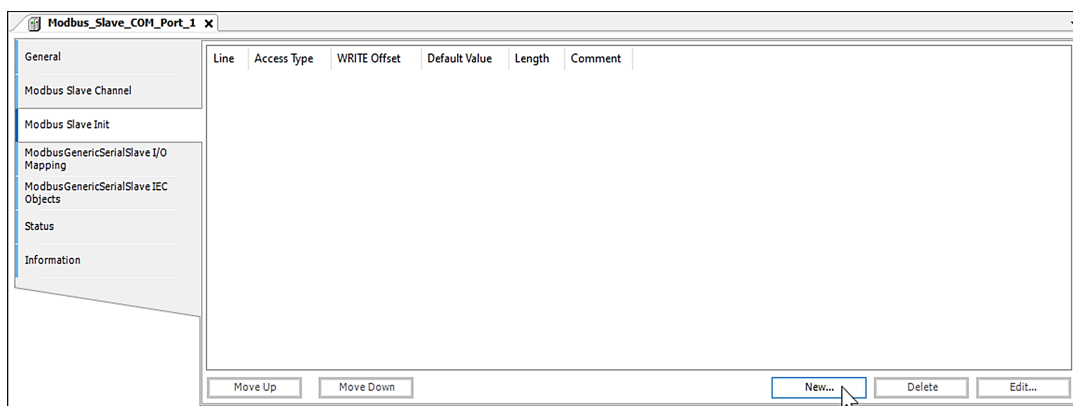 Modbus_Slave_COM_Port_1
General
Modbus Slave Channel
Modbus Slave Init
ModbusGenericSerialSlave I/O
Mapping
ModbusGenericSerialSlave IEC
Objects
Status
Information
Line Access Type WRITE Offset Default Value Length Comment
Move Up Move Down New... Delete Edit...